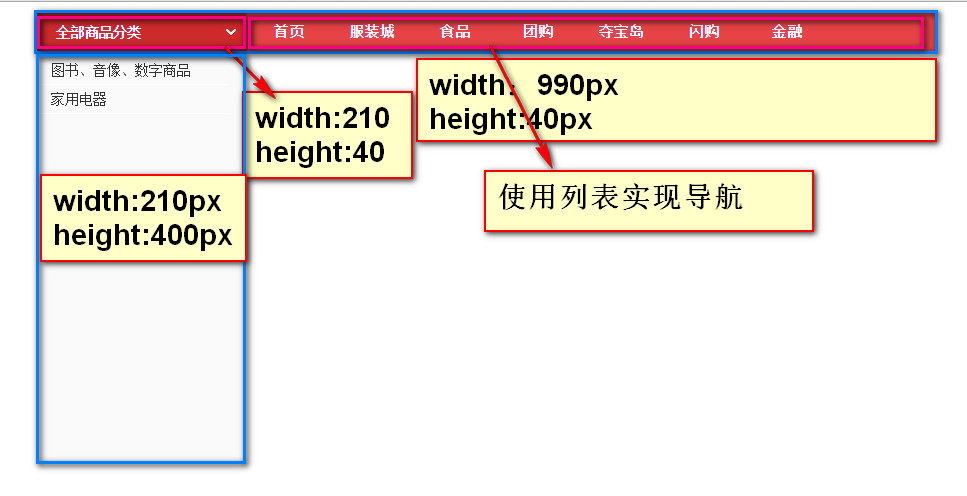 全部商品分类 首页 服装城 食品 团购 夺宝岛 闪购 金融
图书、音像、数字商品
家用电器
width：990px
height:40px
width:210
height:40
使用列表实现导航
width:210px
height:400px